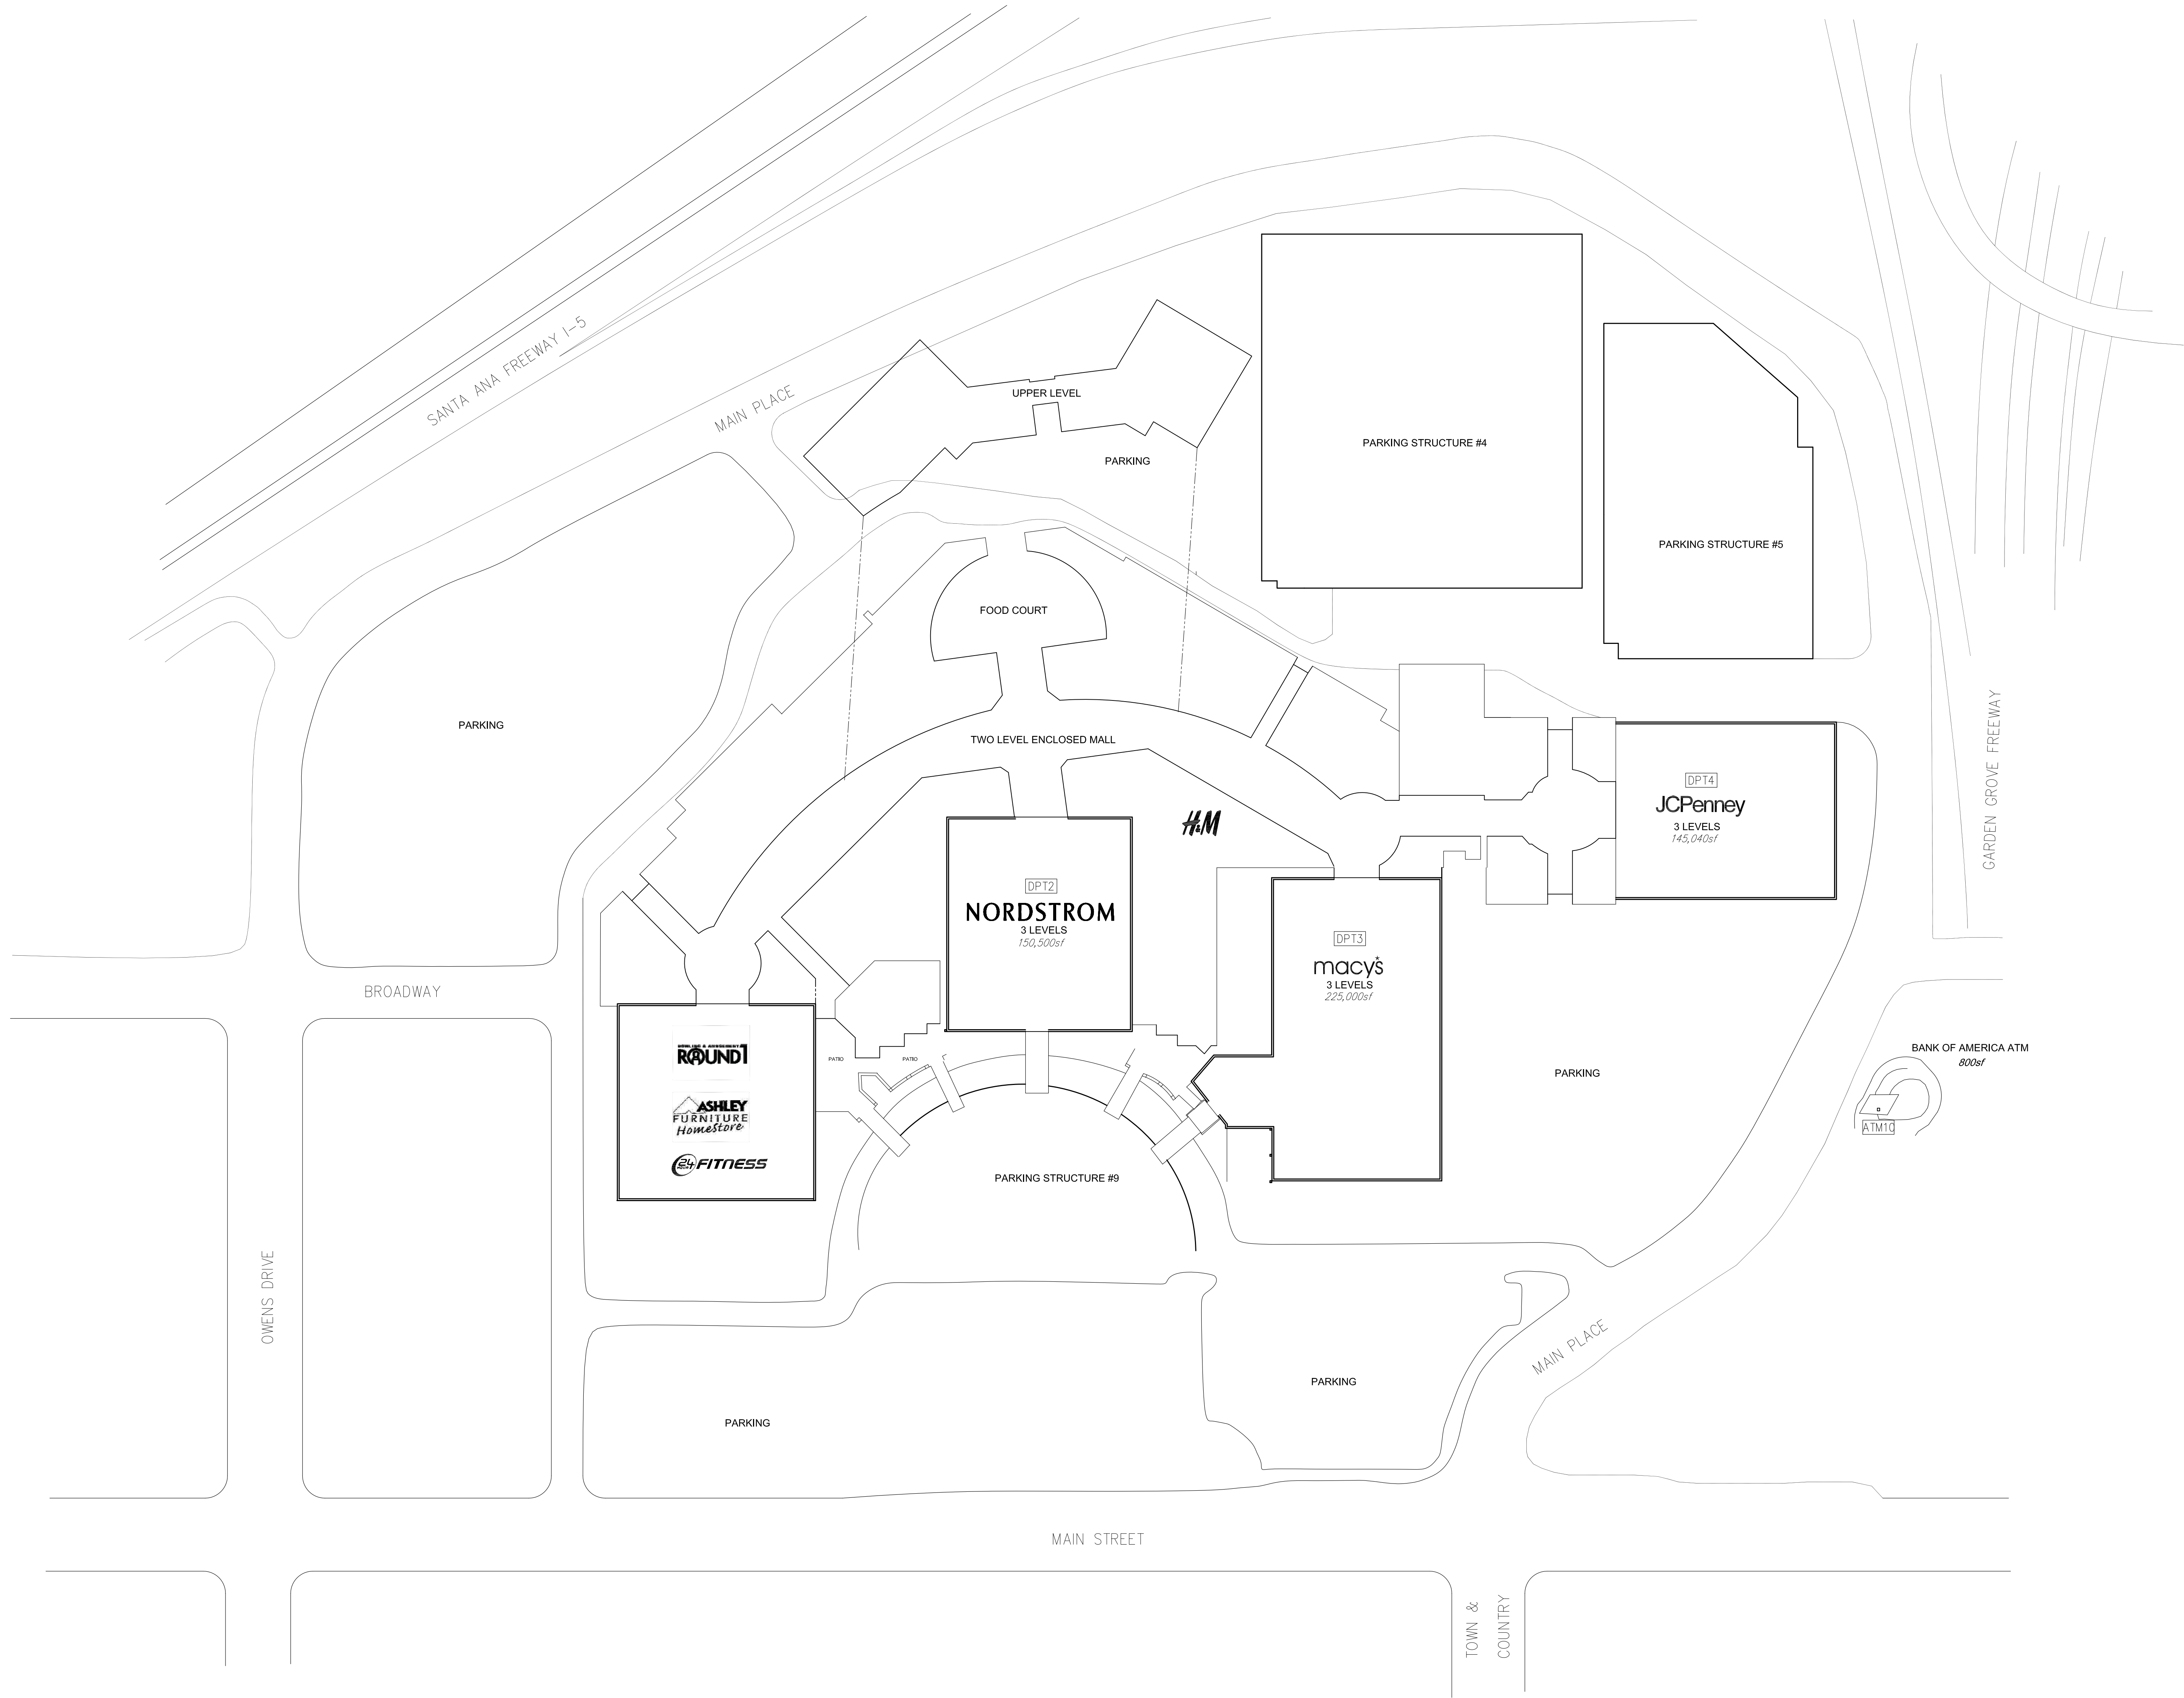 SANTA ANA FREEWAY I-5
MAIN PLACE
UPPER LEVEL
PARKING
PARKING STRUCTURE #4
PARKING STRUCTURE #5
FOOD COURT
PARKING
TWO LEVEL ENCLOSED MALL
GARDEN GROVE FREEWAY
DPT4
JCPenney
3 LEVELS
145,040sf
H&M
DPT2
NORDSTROM
3 LEVELS
150,500sf
DPT3
macy's
3 LEVELS
225,000sf
BROADWAY
BOWLING & AMUSEMENT
ROUND1
PATIO
PATIO
PARKING
BANK OF AMERICA ATM
800sf
ATM10
ASHLEY
FURNITURE
HomeStore
24 FITNESS
PARKING STRUCTURE #9
OWENS DRIVE
MAIN PLACE
PARKING
PARKING
MAIN STREET
TOWN &
COUNTRY